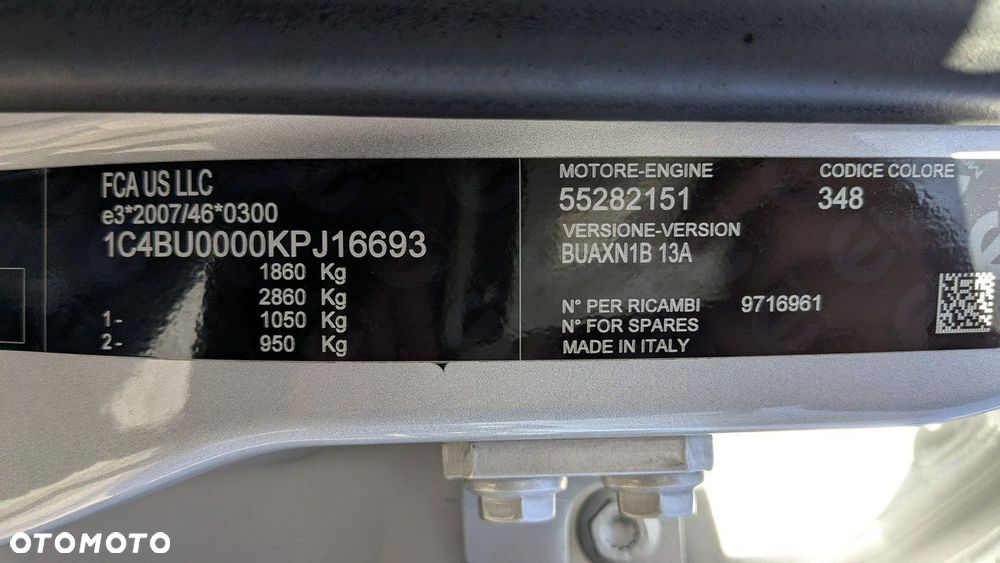 FCA US LLC
e3*2007/46*0300
1C4BU0000KPJ16693
1860 Kg
2860 Kg
1- 1050 Kg
2- 950 Kg
MOTORE-ENGINE CODICE COLORE
55282151 348
VERSIONE-VERSION
BUAXN1B 13A
N° PER RICAMBI 9716961
N° FOR SPARES
MADE IN ITALY
OTOMOTO